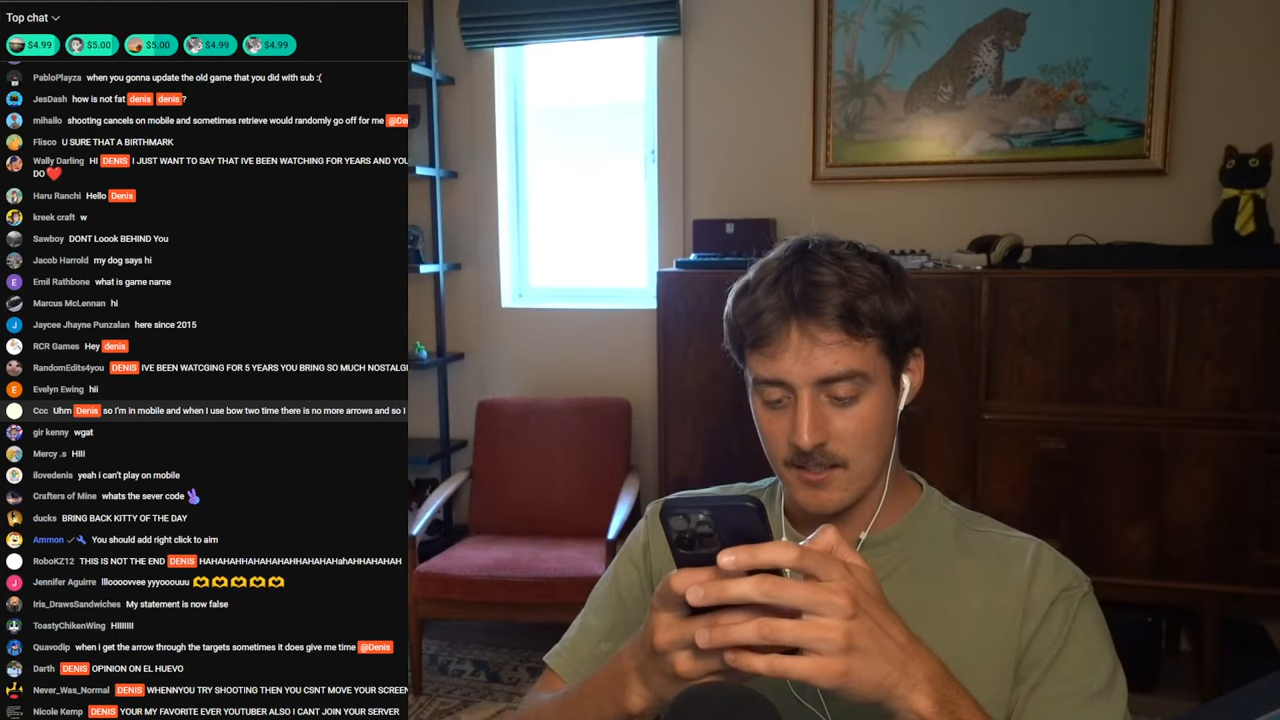 Top chat
$4.99 $5.00 $5.00 $4.99 $4.99
PabloPlayza when you gonna update the old game that you did with sub :(
JesDash how is not fat denis denis ?
mihailo shooting cancels on mobile and sometimes retrieve would randomly go off for me @De
Flisco U SURE THAT A BIRTHMARK
Wally Darling HI DENIS I JUST WANT TO SAY THAT IVE BEEN WATCHING FOR YEARS AND YOU
DO
Haru Ranchi Hello Denis
kreek craft w
Sawboy DONT Loook BEHIND You
Jacob Harrold my dog says hi
E Emil Rathbone what is game name
Marcus McLennan hi
J Jaycee Jhayne Punzalan here since 2015
RCR Games Hey denis
RandomEdits4you DENIS IVE BEEN WATCGING FOR 5 YEARS YOU BRING SO MUCH NOSTALG
E Evelyn Ewing hii
Ccc Uhm Denis so I'm in mobile and when I use bow two time there is no more arrows and so I
gir kenny wgat
Mercy .s HIII
ilovedenis yeah i can't play on mobile
Crafters of Mine whats the sever code
ducks BRING BACK KITTY OF THE DAY
Ammon You should add right click to aim
RoboKZ12 THIS IS NOT THE END DENIS HAHAHAHHAHAHAHAHHAHAHAHahAHHAHAHAH
J Jennifer Aguirre llloooovvee yyyooouuu
Iris_DrawsSandwiches My statement is now false
ToastyChikenWing HIIIIIII
Quavodip when i get the arrow through the targets sometimes it does give me time @Denis
Darth DENIS OPINION ON EL HUEVO
Never_Was_Normal DENIS WHENNYOU TRY SHOOTING THEN YOU CSNT MOVE YOUR SCREEN
Nicole Kemp DENIS YOUR MY FAVORITE EVER YOUTUBER ALSO I CANT JOIN YOUR SERVER